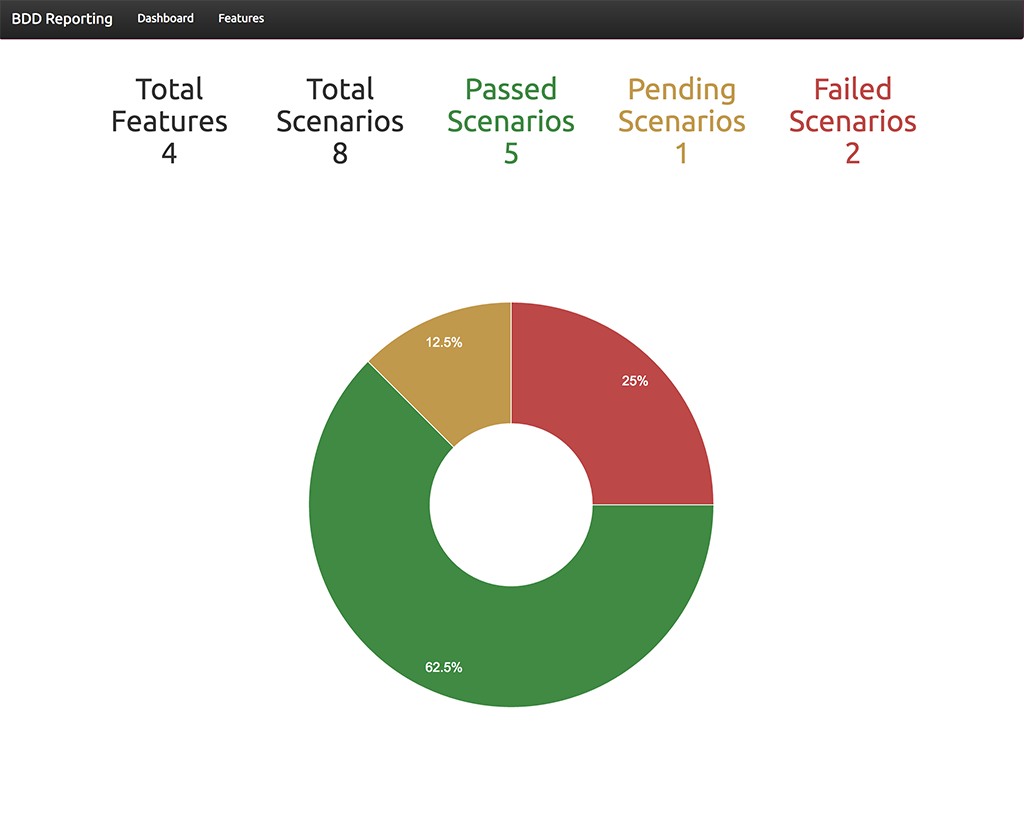 BDD Reporting Dashboard Features
Total Features 4
Total Scenarios 8
Passed Scenarios 5
Pending Scenarios 1
Failed Scenarios 2
12.5%
25%
62.5%